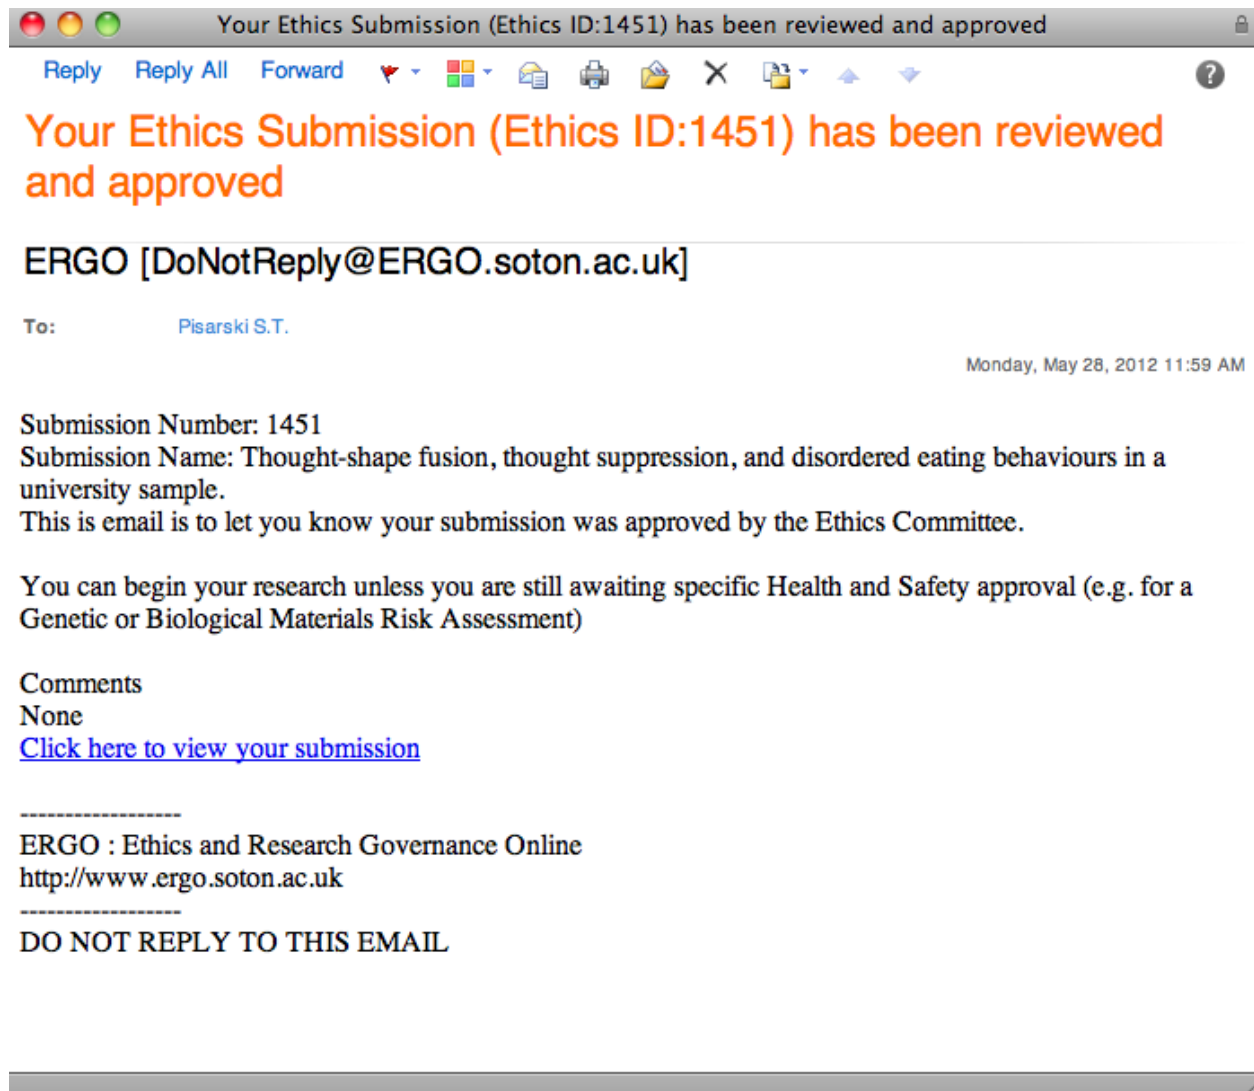 Your Ethics Submission (Ethics ID:1451) has been reviewed and approved
Reply Reply All Forward
Your Ethics Submission (Ethics ID:1451) has been reviewed
and approved
ERGO [DoNotReply@ERGO.soton.ac.uk]
To: Pisarski S.T.
Monday, May 28, 2012 11:59 AM
Submission Number: 1451
Submission Name: Thought-shape fusion, thought suppression, and disordered eating behaviours in a
university sample.
This is email is to let you know your submission was approved by the Ethics Committee.
You can begin your research unless you are still awaiting specific Health and Safety approval (e.g. for a
Genetic or Biological Materials Risk Assessment)
Comments
None
Click here to view your submission
------------------
ERGO : Ethics and Research Governance Online
http://www.ergo.soton.ac.uk
------------------
DO NOT REPLY TO THIS EMAIL